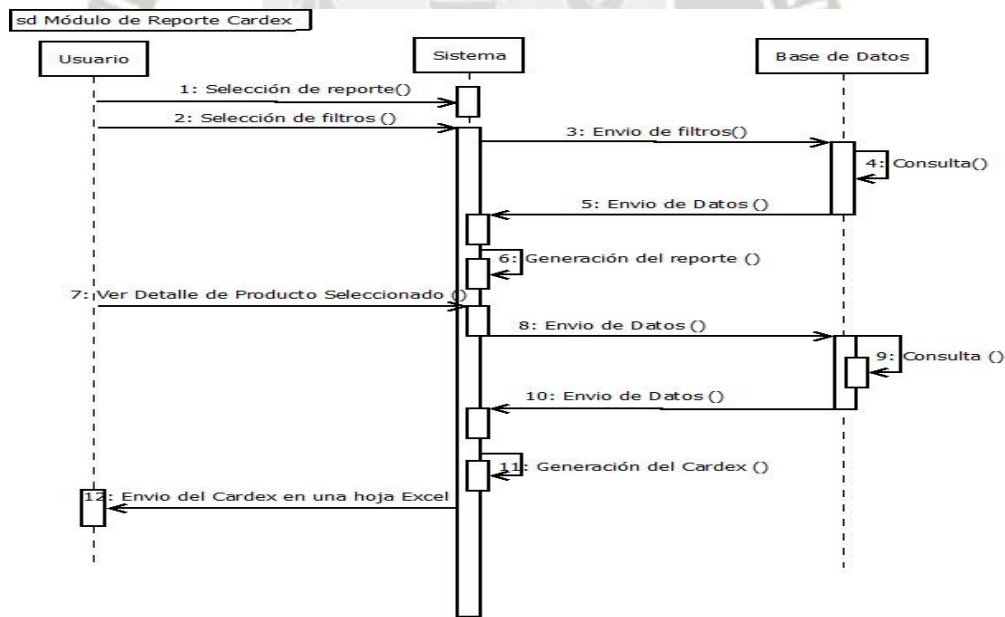 sd Módulo de Reporte Cardex
Usuario
Sistema
Base de Datos
1: Selección de reporte()
2: Selección de filtros ()
3: Envio de filtros()
4: Consulta()
5: Envio de Datos ()
6: Generación del reporte ()
7: Ver Detalle de Producto Seleccionado ()
8: Envio de Datos ()
9: Consulta ()
10: Envio de Datos ()
11: Generación del Cardex ()
12: Envio del Cardex en una hoja Excel